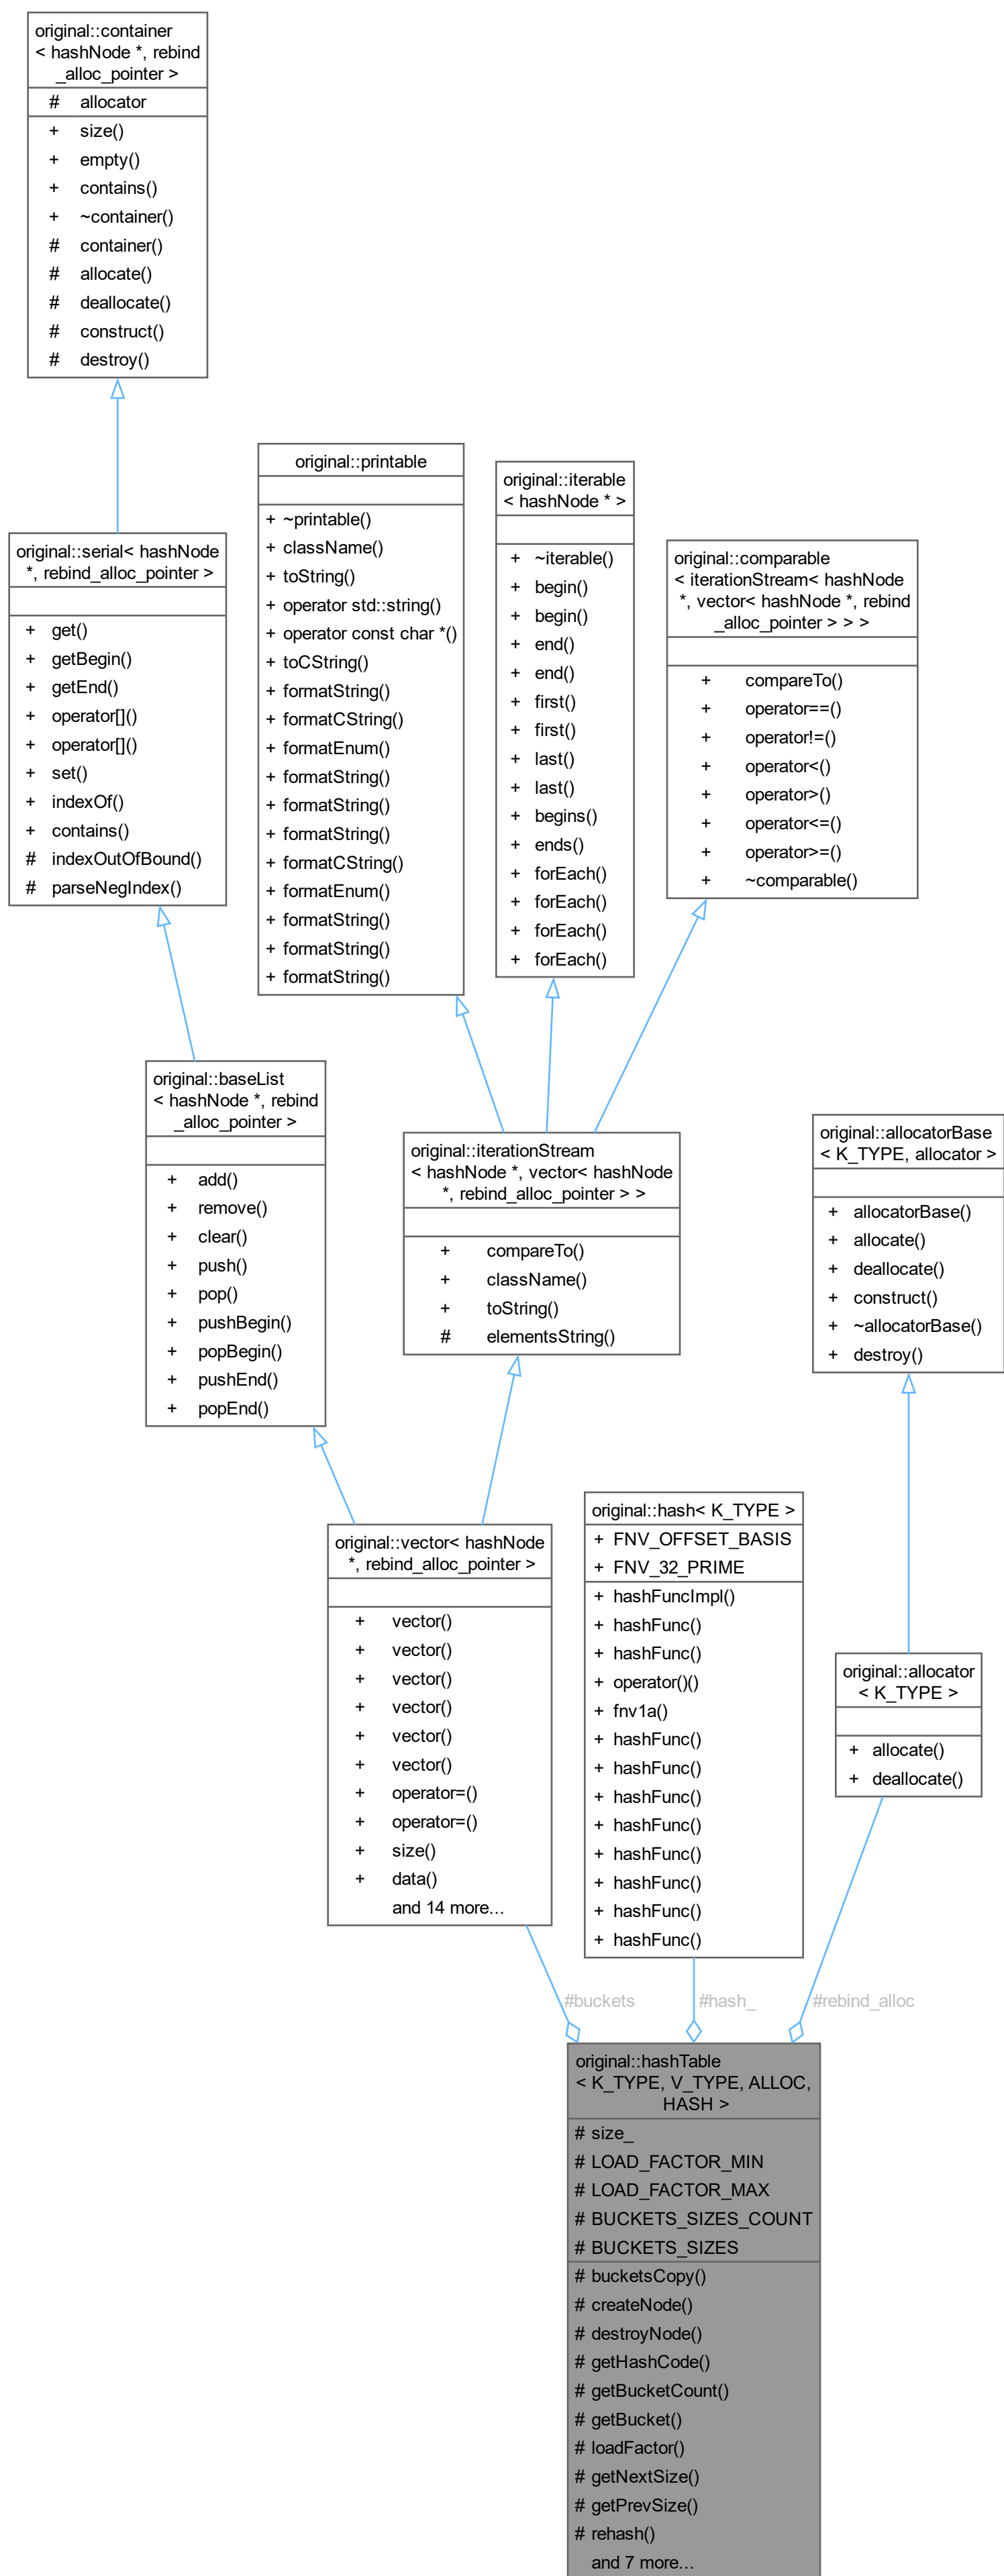 original::container
< hashNode *, rebind
_alloc_pointer >
# allocator
+ size()
+ empty()
+ contains()
+ ~container()
# container()
# allocate()
# deallocate()
# construct()
# destroy()
original::serial< hashNode
*, rebind_alloc_pointer >
+ get()
+ getBegin()
+ getEnd()
+ operator[]()
+ operator[]()
+ set()
+ indexOf()
+ contains()
# indexOutOfBound()
# parseNegIndex()
original::printable
+ ~printable()
+ className()
+ toString()
+ operator std::string()
+ operator const char *()
+ toCString()
+ formatString()
+ formatCString()
+ formatEnum()
+ formatString()
+ formatString()
+ formatString()
+ formatCString()
+ formatEnum()
+ formatString()
+ formatString()
+ formatString()
original::iterable
< hashNode * >
+ ~iterable()
+ begin()
+ begin()
+ end()
+ end()
+ first()
+ first()
+ last()
+ last()
+ begins()
+ ends()
+ forEach()
+ forEach()
+ forEach()
+ forEach()
original::comparable
< iterationStream< hashNode
*, vector< hashNode *, rebind
_alloc_pointer > > >
+ compareTo()
+ operator==()
+ operator!=()
+ operator<()
+ operator>()
+ operator<=()
+ operator>=()
+ ~comparable()
original::baseList
< hashNode *, rebind
_alloc_pointer >
+ add()
+ remove()
+ clear()
+ push()
+ pop()
+ pushBegin()
+ popBegin()
+ pushEnd()
+ popEnd()
original::iterationStream
< hashNode *, vector< hashNode
*, rebind_alloc_pointer > >
+ compareTo()
+ className()
+ toString()
# elementsString()
original::allocatorBase
< K_TYPE, allocator >
+ allocatorBase()
+ allocate()
+ deallocate()
+ construct()
+ ~allocatorBase()
+ destroy()
original::vector< hashNode
*, rebind_alloc_pointer >
+ vector()
+ vector()
+ vector()
+ vector()
+ vector()
+ vector()
+ operator=()
+ operator=()
+ size()
+ data()
and 14 more...
original::hash< K_TYPE >
+ FNV_OFFSET_BASIS
+ FNV_32_PRIME
+ hashFuncImpl()
+ hashFunc()
+ hashFunc()
+ operator()()
+ fnv1a()
+ hashFunc()
+ hashFunc()
+ hashFunc()
+ hashFunc()
+ hashFunc()
+ hashFunc()
+ hashFunc()
+ hashFunc()
original::allocator
< K_TYPE >
+ allocate()
+ deallocate()
#buckets
#hash_
#rebind_alloc
original::hashTable
< K_TYPE, V_TYPE, ALLOC,
HASH >
# size_
# LOAD_FACTOR_MIN
# LOAD_FACTOR_MAX
# BUCKETS_SIZES_COUNT
# BUCKETS_SIZES
# bucketsCopy()
# createNode()
# destroyNode()
# getHashCode()
# getBucketCount()
# getBucket()
# loadFactor()
# getNextSize()
# getPrevSize()
# rehash()
and 7 more...